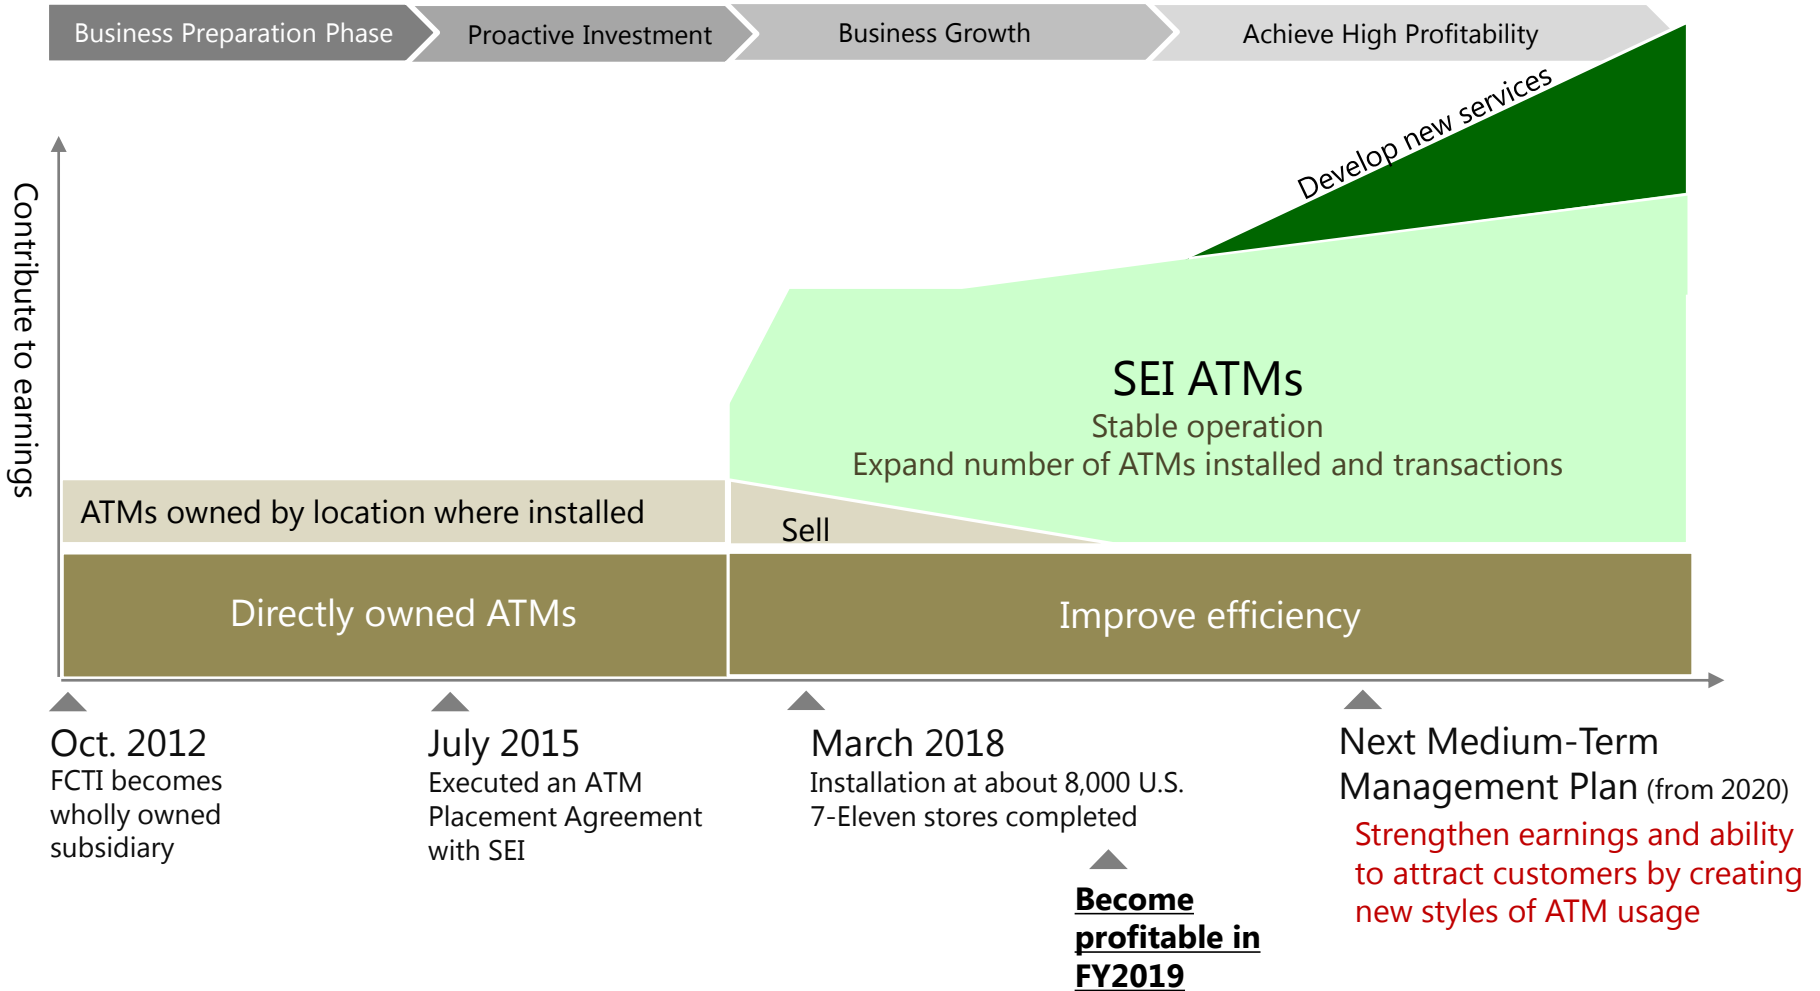 Business Preparation Phase
Proactive Investment
Business Growth
Achieve High Profitability
Contribute to earnings
Develop new services
SEI ATMs
Stable operation
Expand number of ATMs installed and transactions
ATMs owned by location where installed
Sell
Directly owned ATMs
Improve efficiency
Oct. 2012
FCTI becomes
wholly owned
subsidiary
July 2015
Executed an ATM
Placement Agreement
with SEI
March 2018
Installation at about 8,000 U.S.
7-Eleven stores completed
Become
profitable in
FY2019
Next Medium-Term
Management Plan (from 2020)
Strengthen earnings and ability
to attract customers by creating
new styles of ATM usage